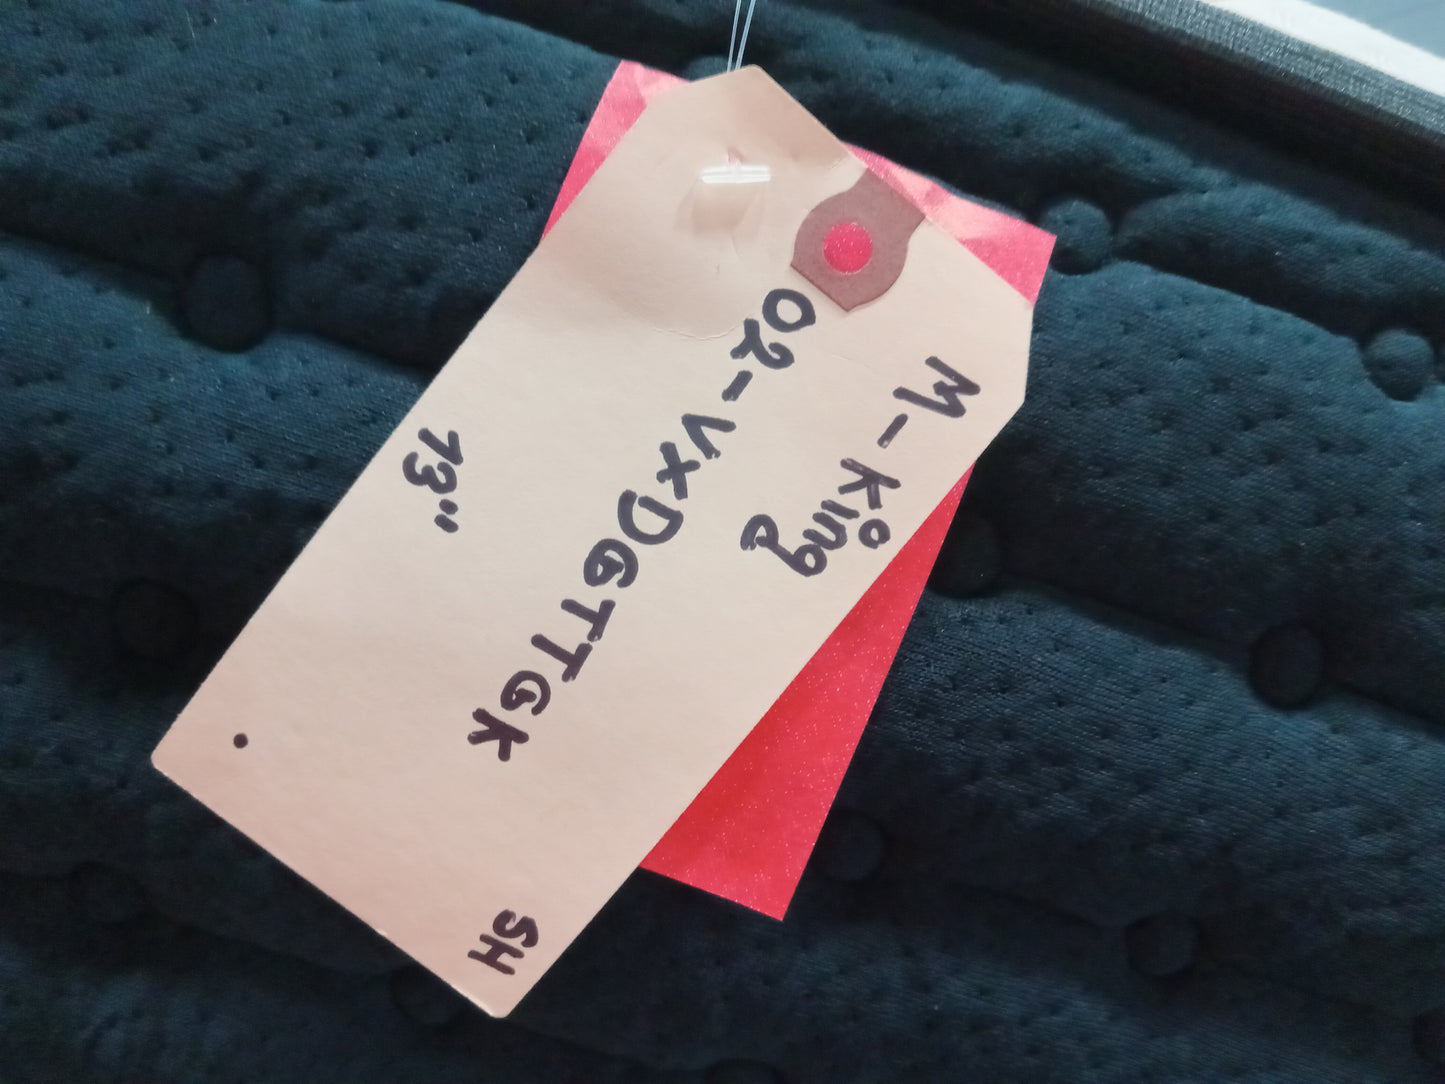 M-King
02-VxDGTTGK
13"
SH